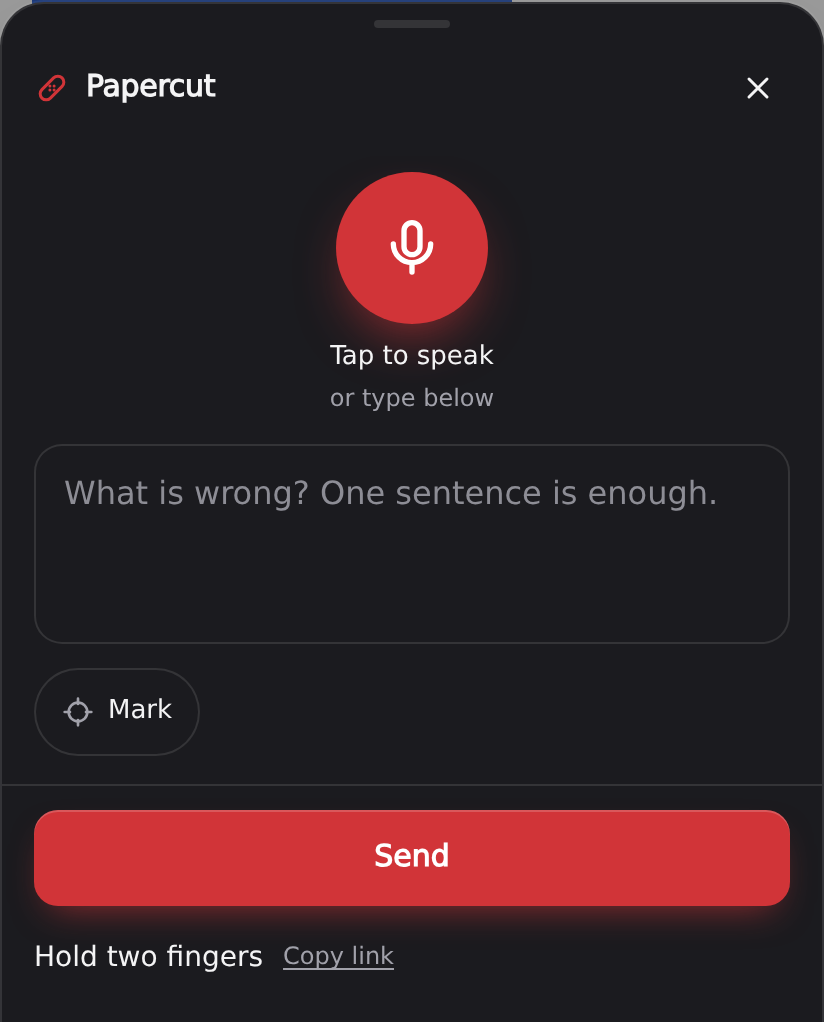 Papercut
Tap to speak
or type below
What is wrong? One sentence is enough.
Mark
Send
Hold two fingers Copy link